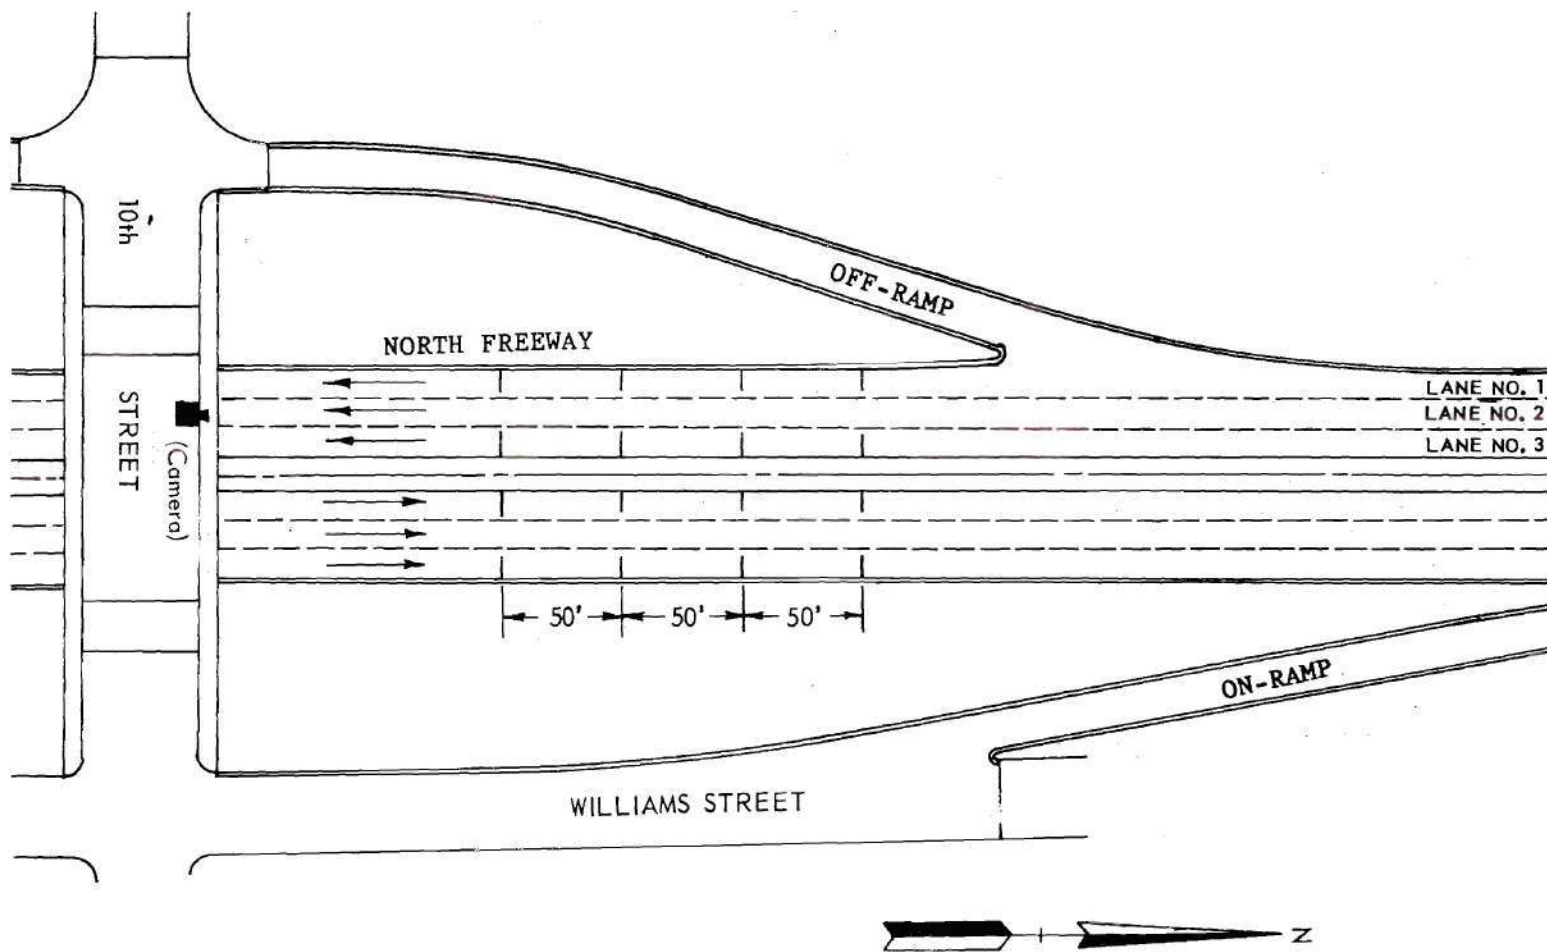 10th
STREET
(Camera)
OFF-RAMP
NORTH FREEWAY
LANE NO. 1
LANE NO. 2
LANE NO. 3
50' 50' 50'
ON-RAMP
WILLIAMS STREET
N